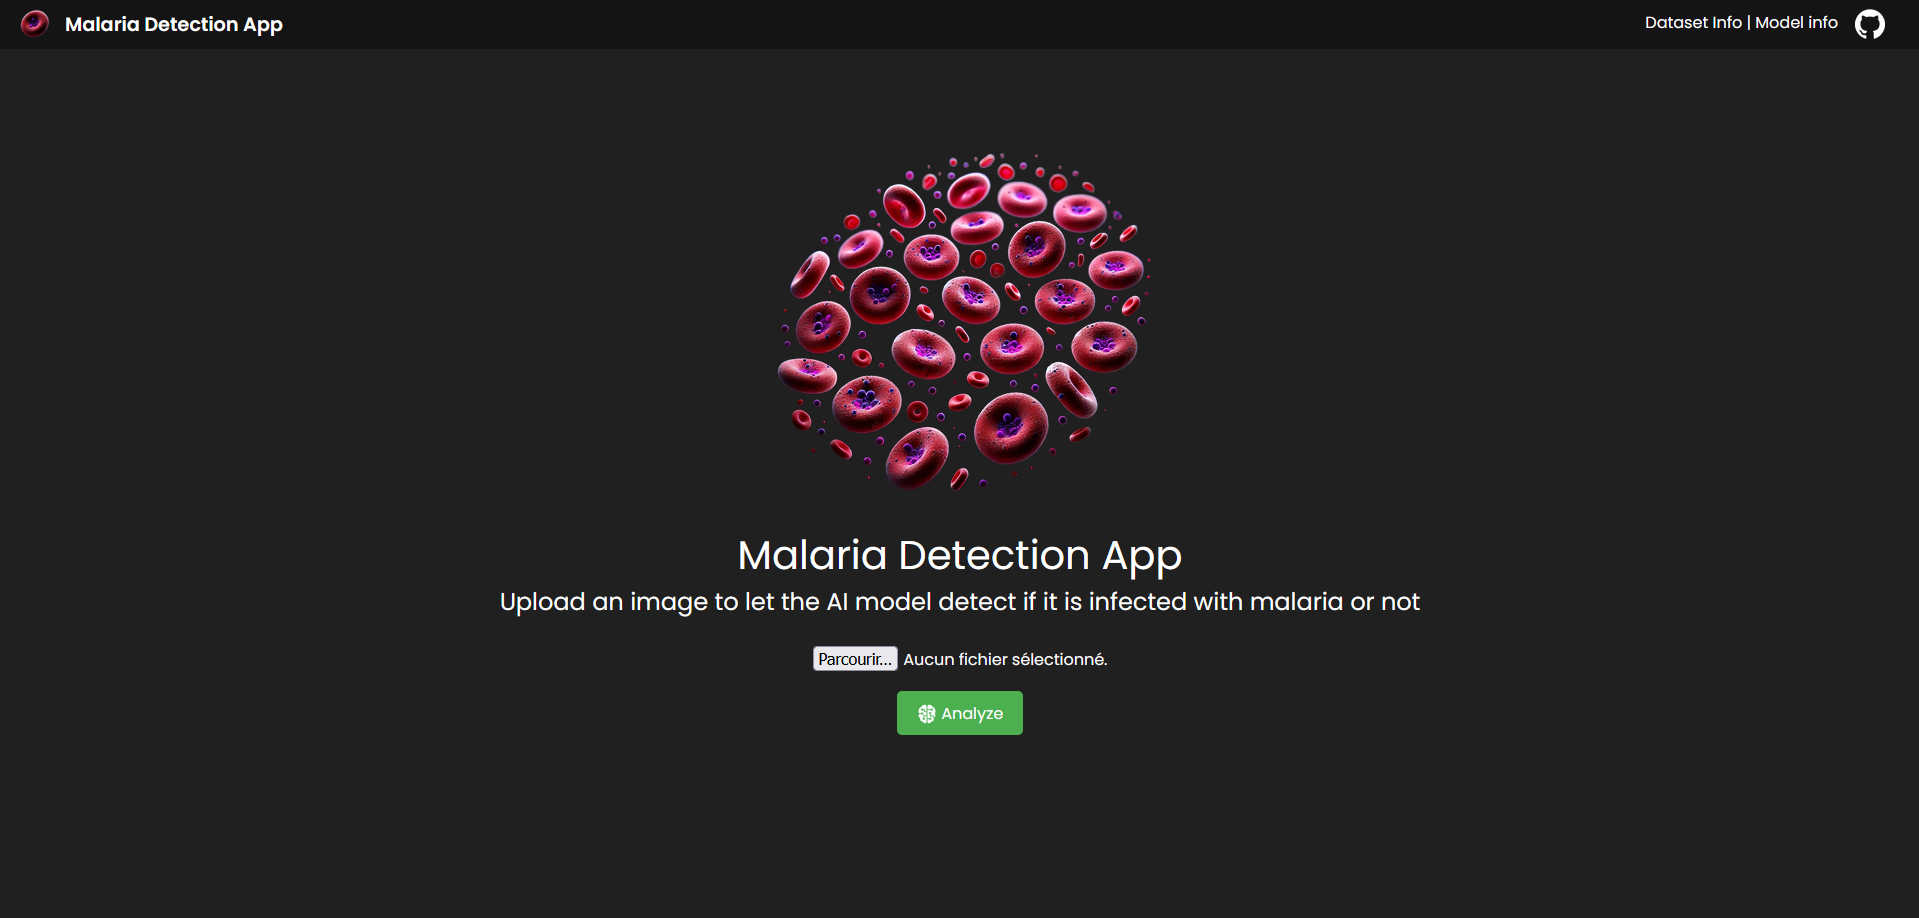 Malaria Detection App
Dataset Info | Model info
Malaria Detection App
Upload an image to let the AI model detect if it is infected with malaria or not
Parcourir... Aucun fichier sélectionné.
Analyze